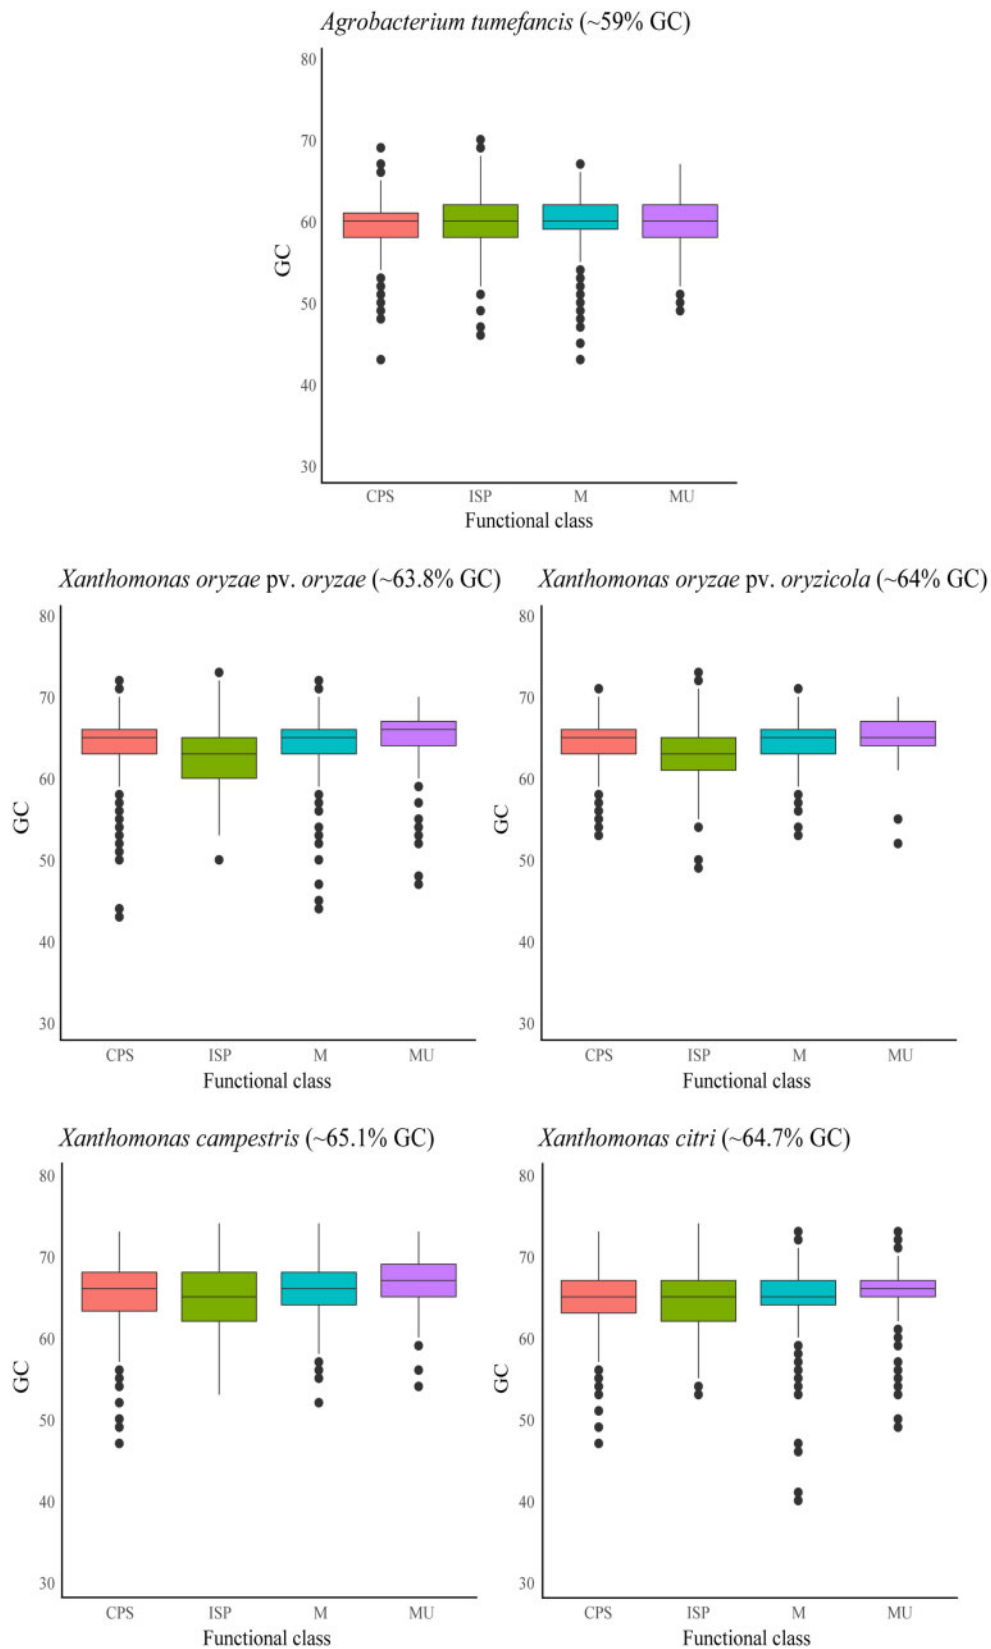 Agrobacterium tumefancis (~59% GC)
80
70
60
50
40
30
GC
CPS ISP M MU
Functional class
Xanthomonas oryzae pv. oryzae (~63.8% GC)
80
70
60
50
40
30
GC
CPS ISP M MU
Functional class
Xanthomonas oryzae pv. oryzicola (~64% GC)
80
70
60
50
40
30
GC
CPS ISP M MU
Functional class
Xanthomonas campestris (~65.1% GC)
80
70
60
50
40
30
GC
CPS ISP M MU
Functional class
Xanthomonas citri (~64.7% GC)
80
70
60
50
40
30
GC
CPS ISP M MU
Functional class